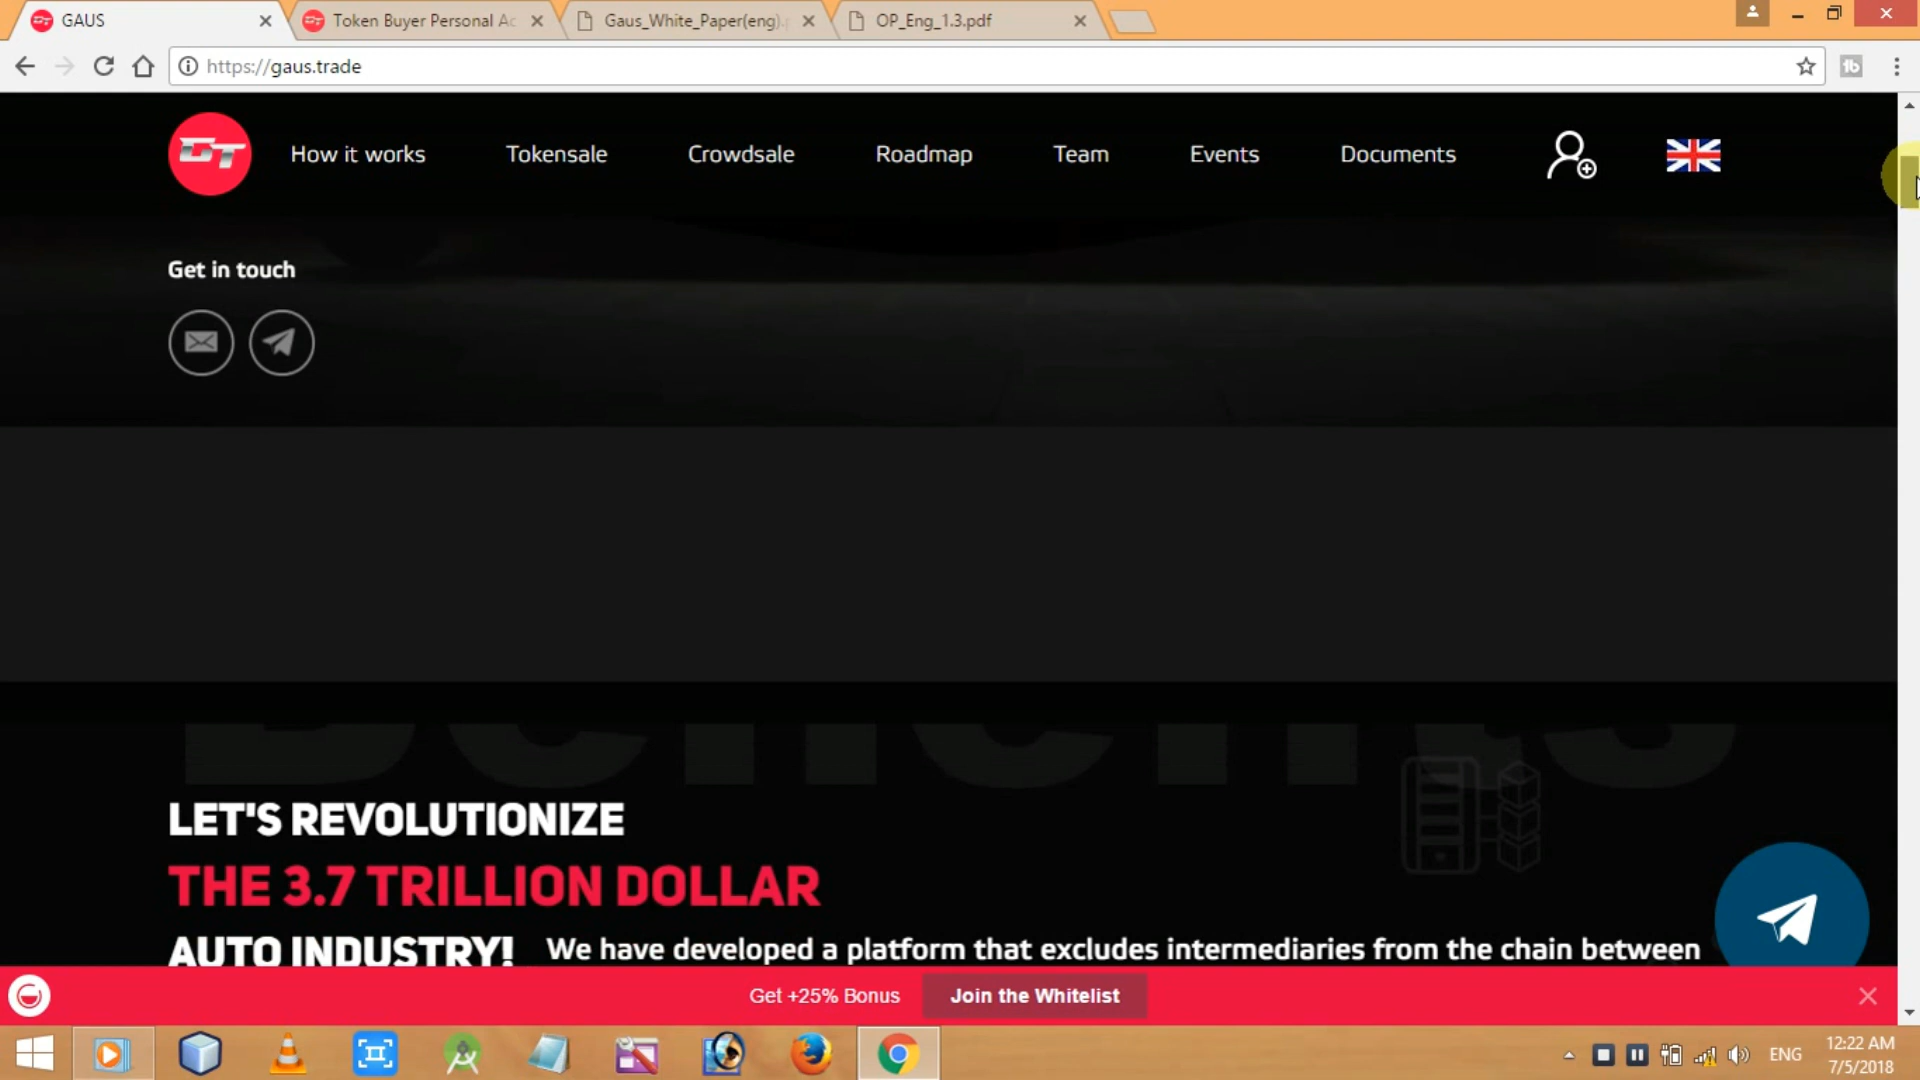 GAUS
Token Buyer Personal Ac
Gaus_White_Paper(eng).
OP_Eng_1.3.pdf
https://gaus.trade
GT
How it works
Tokensale
Crowdsale
Roadmap
Team
Events
Documents
Get in touch
Benefits
LET'S REVOLUTIONIZE
THE 3.7 TRILLION DOLLAR
AUTO INDUSTRY!
We have developed a platform that excludes intermediaries from the chain between
Get +25% Bonus
Join the Whitelist
ENG
12:22 AM
7/5/2018